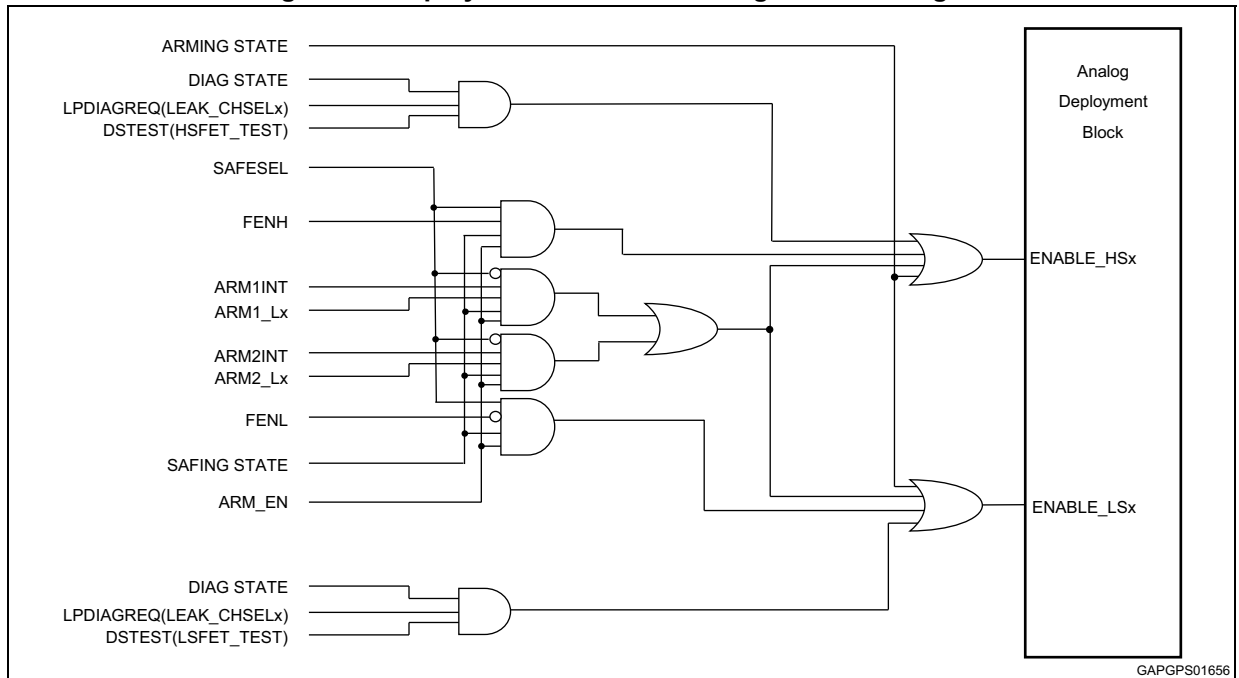 ARMING STATE
DIAG STATE
LPDIAGREQ(LEAK_CHSELx)
DSTEST(HSFET_TEST)
SAFESEL
FENH
ARM1INT
ARM1_Lx
ARM2INT
ARM2_Lx
FENL
SAFING STATE
ARM_EN
DIAG STATE
LPDIAGREQ(LEAK_CHSELx)
DSTEST(LSFET_TEST)
Analog
Deployment
Block
ENABLE_HSx
ENABLE_LSx
GAPGPS01656